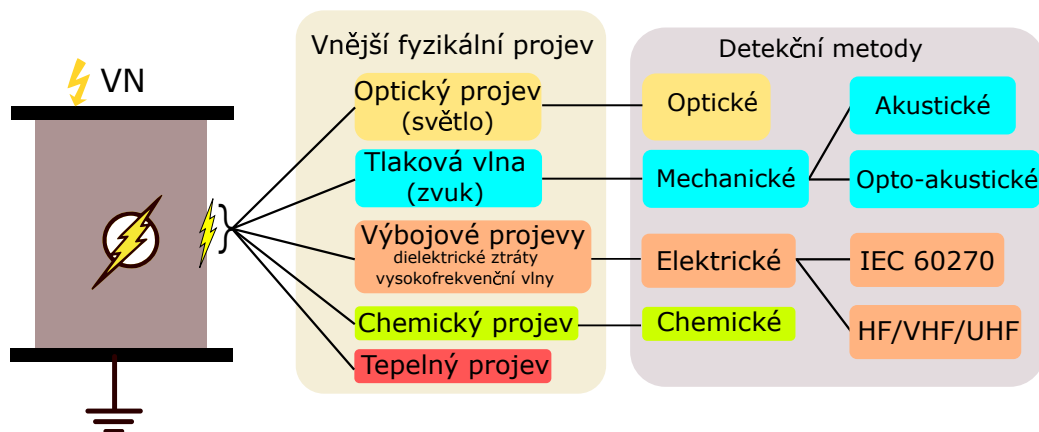 VN
Vnější fyzikální projev
Optický projev
(světlo)
Tlaková vlna
(zvuk)
Výbojové projevy
dielektrické ztráty
vysokofrekvenční vlny
Chemický projev
Tepelný projev
Detekční metody
Optické
Mechanické
Elektrické
Chemické
Akustické
Opto-akustické
IEC 60270
HF/VHF/UHF